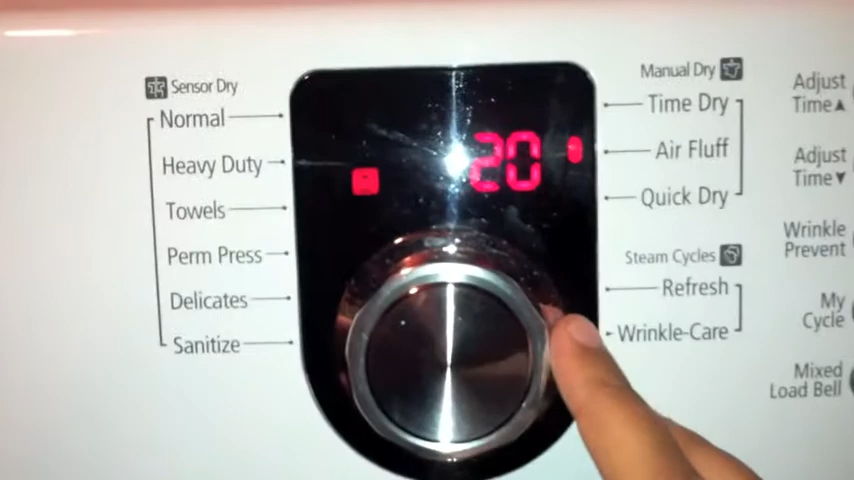 Sensor Dry
Normal
Heavy Duty
Towels
Perm Press
Delicates
Sanitize
20
Manual Dry
Time Dry
Air Fluff
Quick Dry
Steam Cycles
Refresh
Wrinkle-Care
Adjust
Time▲
Adjust
Time▼
Wrinkle
Prevent
My
Cycle
Mixed
Load Bell